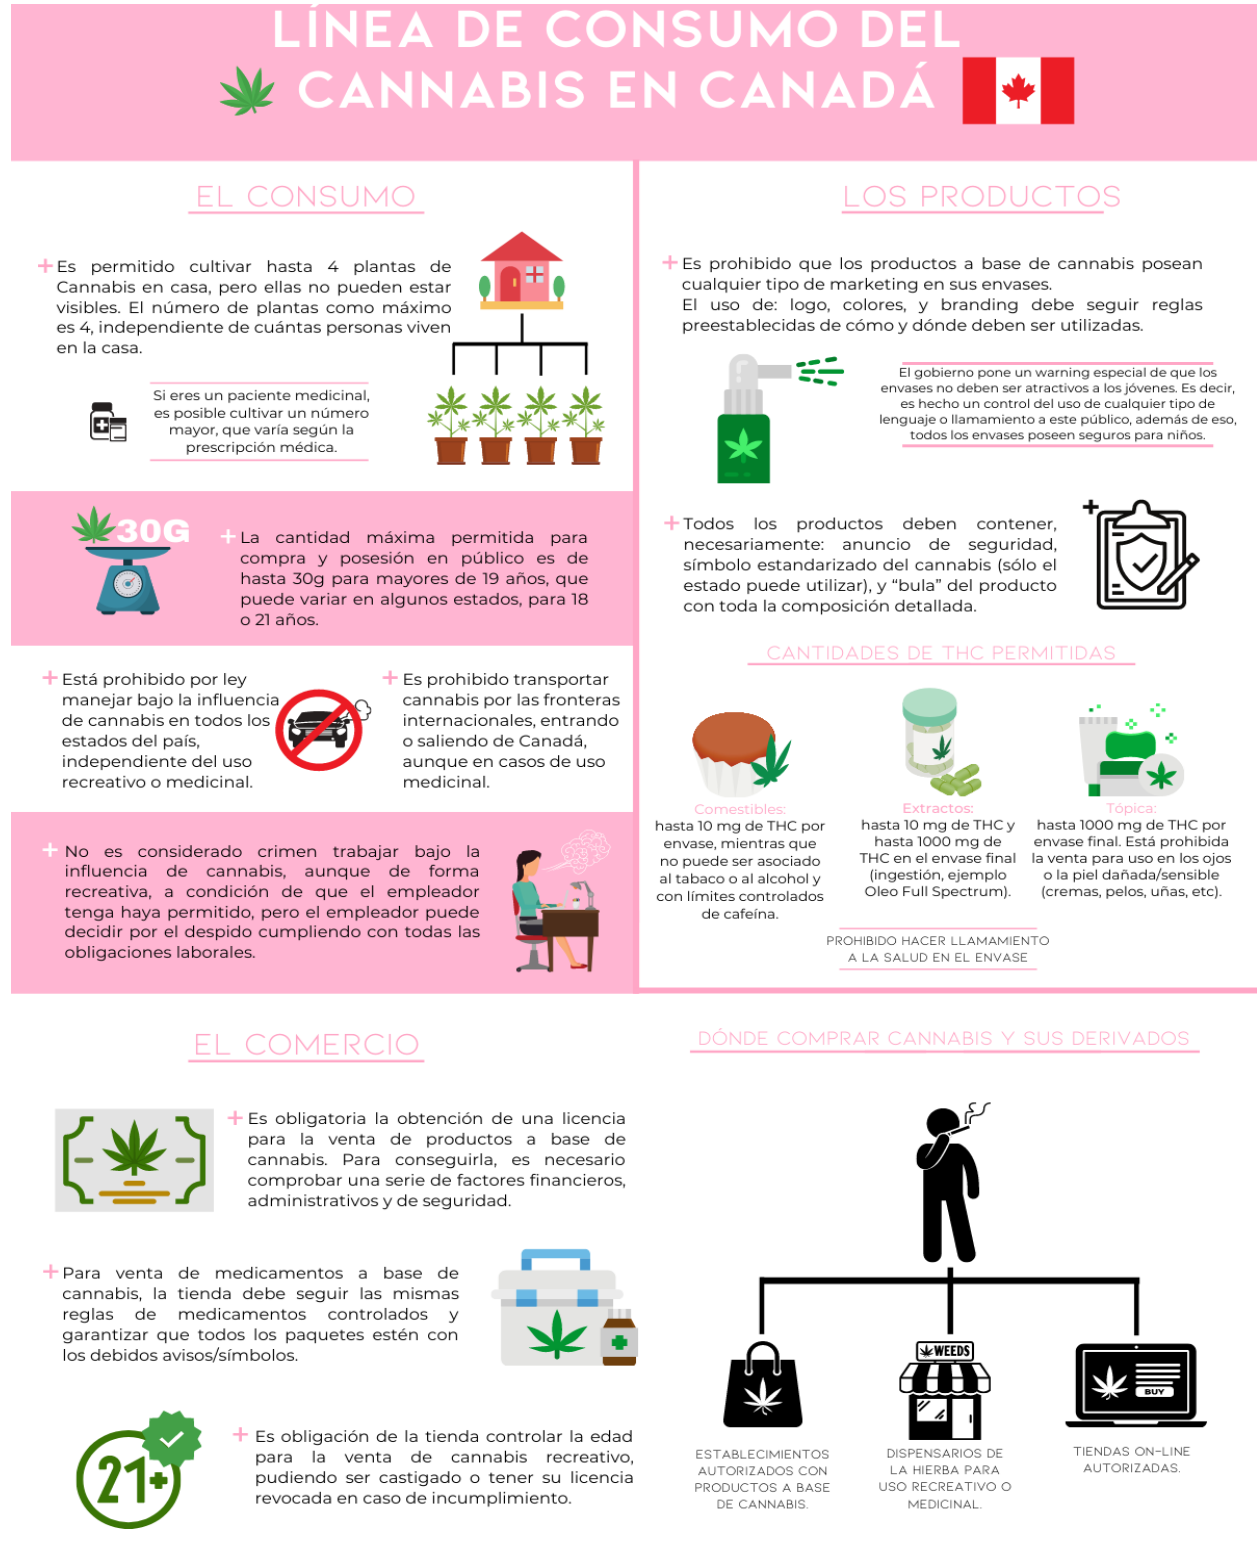 LÍNEA DE CONSUMO DEL
CANNABIS EN CANADÁ
EL CONSUMO
+ Es permitido cultivar hasta 4 plantas de
Cannabis en casa, pero ellas no pueden estar
visibles. El número de plantas como máximo
es 4, independiente de cuántas personas viven
en la casa.
Si eres un paciente medicinal,
es posible cultivar un número
mayor, que varía según la
prescripción médica.
30G
+ La cantidad máxima permitida para
compra y posesión en público es de
hasta 30g para mayores de 19 años, que
puede variar en algunos estados, para 18
o 21 años.
+ Está prohibido por ley
manejar bajo la influencia
de cannabis en todos los
estados del país,
independiente del uso
recreativo o medicinal.
+ Es prohibido transportar
cannabis por las fronteras
internacionales, entrando
o saliendo de Canadá,
aunque en casos de uso
medicinal.
+ No es considerado crimen trabajar bajo la
influencia de cannabis, aunque de forma
recreativa, a condición de que el empleador
tenga haya permitido, pero el empleador puede
decidir por el despido cumpliendo con todas las
obligaciones laborales.
LOS PRODUCTOS
+ Es prohibido que los productos a base de cannabis posean
cualquier tipo de marketing en sus envases.
El uso de: logo, colores, y branding debe seguir reglas
preestablecidas de cómo y dónde deben ser utilizadas.
El gobierno pone un warning especial de que los
envases no deben ser atractivos a los jóvenes. Es decir,
es hecho un control del uso de cualquier tipo de
lenguaje o llamamiento a este público, además de eso,
todos los envases poseen seguros para niños.
+ Todos los productos deben contener,
necesariamente: anuncio de seguridad,
símbolo estandarizado del cannabis (sólo el
estado puede utilizar), y “bula” del producto
con toda la composición detallada.
CANTIDADES DE THC PERMITIDAS
Comestibles:
hasta 10 mg de THC por
envase, mientras que
no puede ser asociado
al tabaco o al alcohol y
con límites controlados
de cafeína.
Extractos:
hasta 10 mg de THC y
hasta 1000 mg de
THC en el envase final
(ingestión, ejemplo
Oleo Full Spectrum).
Tópica:
hasta 1000 mg de THC por
envase final. Está prohibida
la venta para uso en los ojos
o la piel dañada/sensible
(cremas, pelos, uñas, etc).
PROHIBIDO HACER LLAMAMIENTO
A LA SALUD EN EL ENVASE
EL COMERCIO
+ Es obligatoria la obtención de una licencia
para la venta de productos a base de
cannabis. Para conseguirla, es necesario
comprobar una serie de factores financieros,
administrativos y de seguridad.
+ Para venta de medicamentos a base de
cannabis, la tienda debe seguir las mismas
reglas de medicamentos controlados y
garantizar que todos los paquetes estén con
los debidos avisos/símbolos.
21+
+ Es obligación de la tienda controlar la edad
para la venta de cannabis recreativo,
pudiendo ser castigado o tener su licencia
revocada en caso de incumplimiento.
DÓNDE COMPRAR CANNABIS Y SUS DERIVADOS
WEEDS
BUY
ESTABLECIMIENTOS
AUTORIZADOS CON
PRODUCTOS A BASE
DE CANNABIS.
DISPENSARIOS DE
LA HIERBA PARA
USO RECREATIVO O
MEDICINAL.
TIENDAS ON-LINE
AUTORIZADAS.